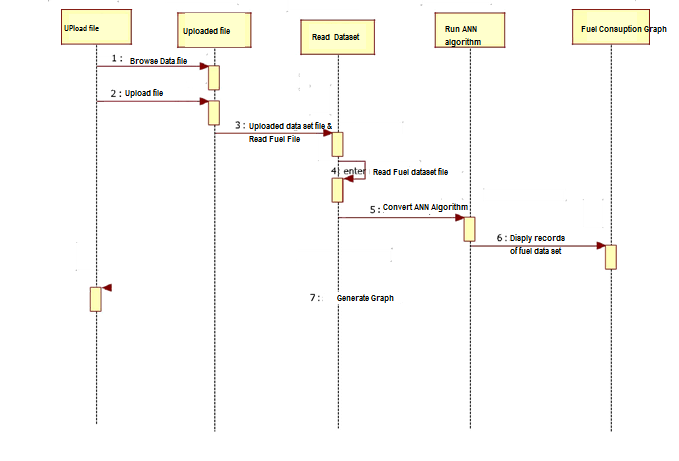 UPload file
Uploaded file
Read Dataset
Run ANN
algorithm
Fuel Consuption Graph
1 : Browse Data file
2 : Upload file
3 : Uploaded data set file &
Read Fuel File
4 enter Read Fuel dataset file
5 : Convert ANN Algorithm
6 : Disply records
of fuel data set
7 : Generate Graph